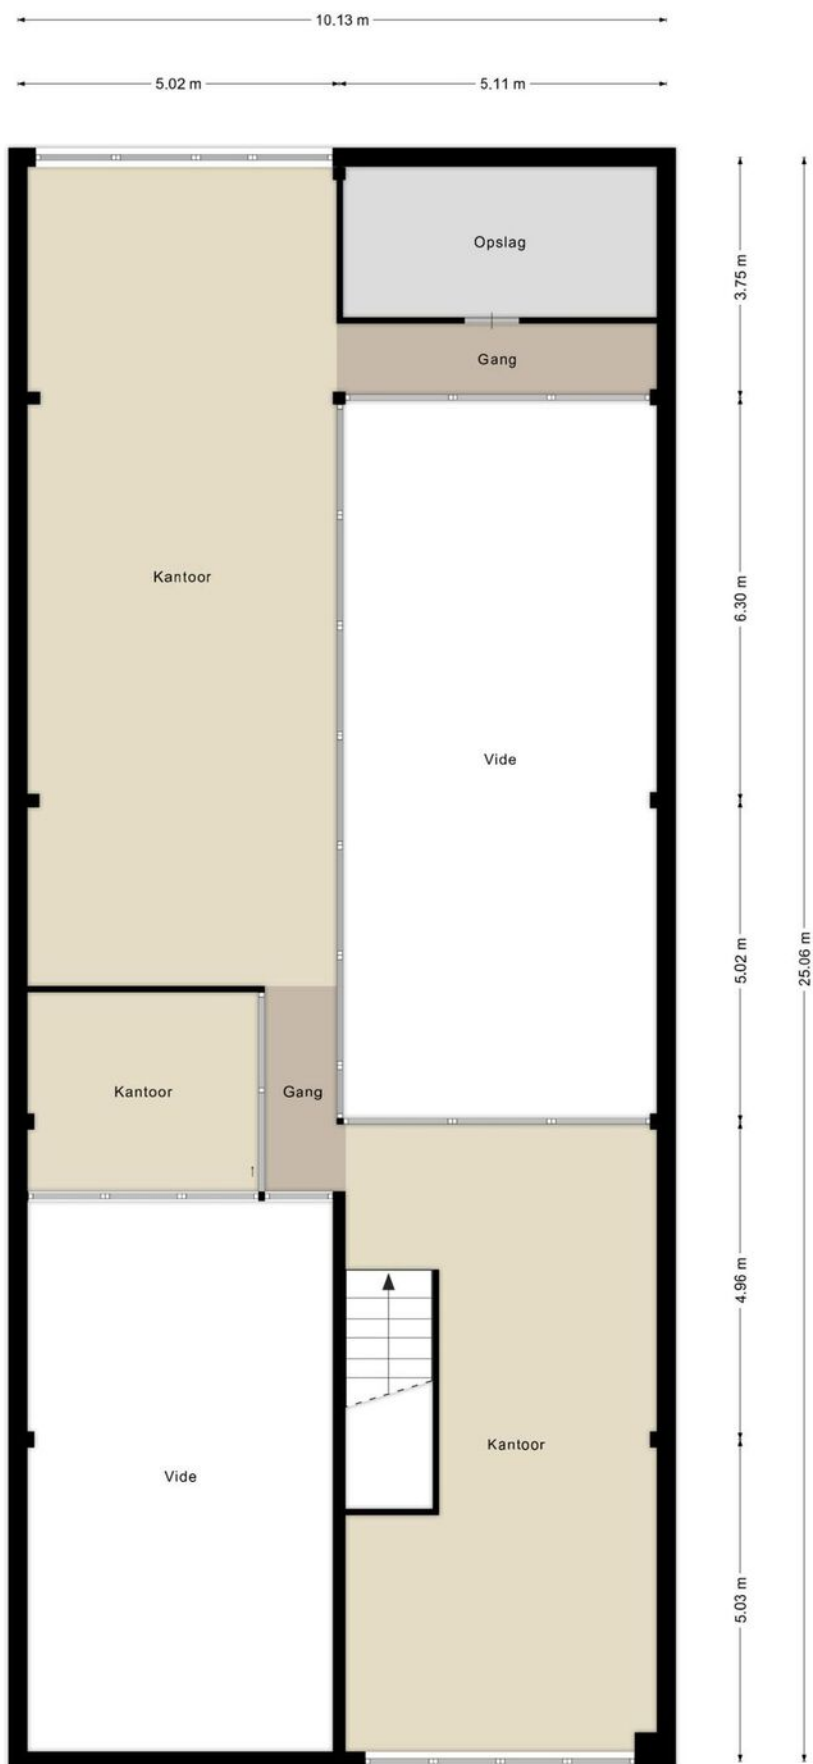 10.13 m
5.02 m
5.11 m
Opslag
3.75 m
Gang
Kantoor
6.30 m
Vide
5.02 m
25.06 m
Kantoor
Gang
4.96 m
Kantoor
Vide
5.03 m